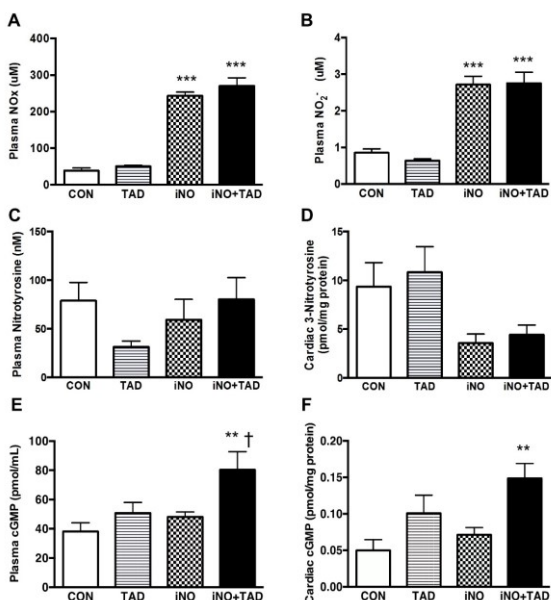 A
Plasma NOx (uM)
400
300
200
100
0
***
***
CON TAD iNO iNO+TAD
B
Plasma NO₂⁻ (uM)
4
3
2
1
0
***
***
CON TAD iNO iNO+TAD
C
Plasma Nitrotyrosine (nM)
150
100
50
0
CON TAD iNO iNO+TAD
D
Cardiac 3-Nitrotyrosine
(pmol/mg protein)
15
10
5
0
CON TAD iNO iNO+TAD
E
Plasma cGMP (pmol/mL)
100
80
60
40
20
0
** †
CON TAD iNO iNO+TAD
F
Cardiac cGMP (pmol/mg protein)
0.20
0.15
0.10
0.05
0.00
**
CON TAD iNO iNO+TAD